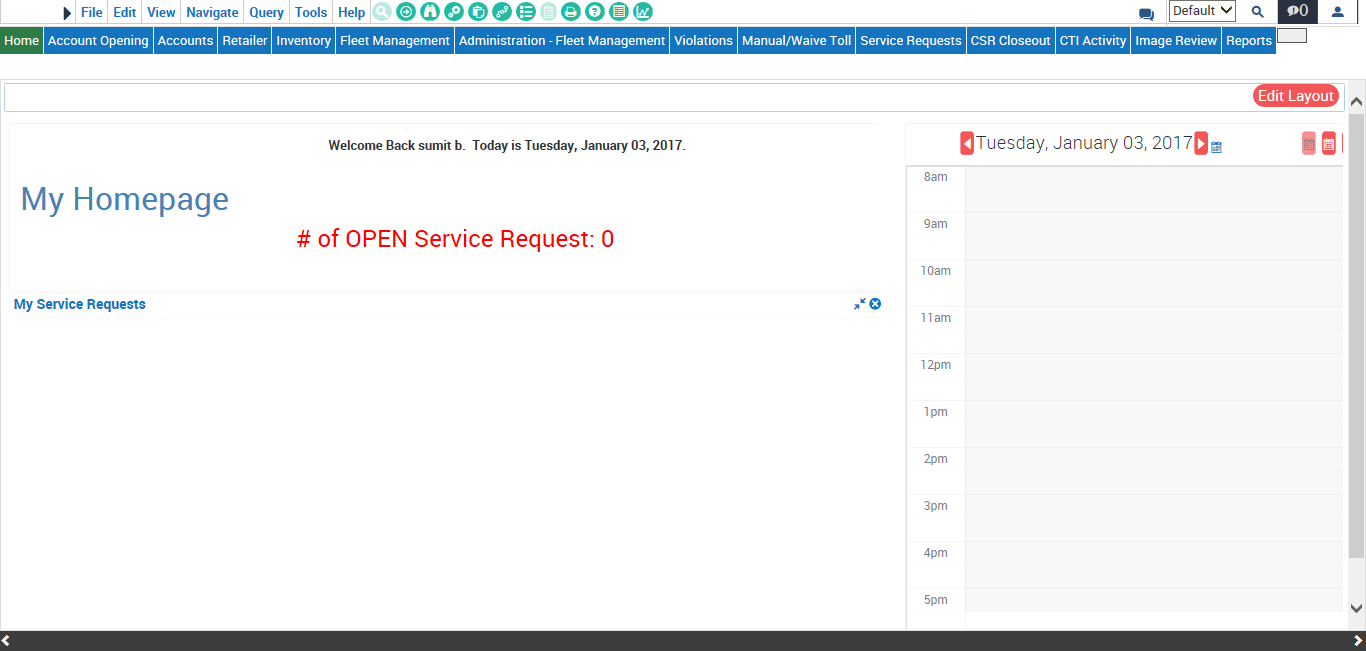 File Edit View Navigate Query Tools Help Default 0
Home Account Opening Accounts Retailer Inventory Fleet Management Administration - Fleet Management Violations Manual/Waive Toll Service Requests CSR Closeout CTI Activity Image Review Reports
Edit Layout
Welcome Back sumit b. Today is Tuesday, January 03, 2017.
My Homepage
# of OPEN Service Request: 0
My Service Requests
Tuesday, January 03, 2017
8am
9am
10am
11am
12pm
1pm
2pm
3pm
4pm
5pm